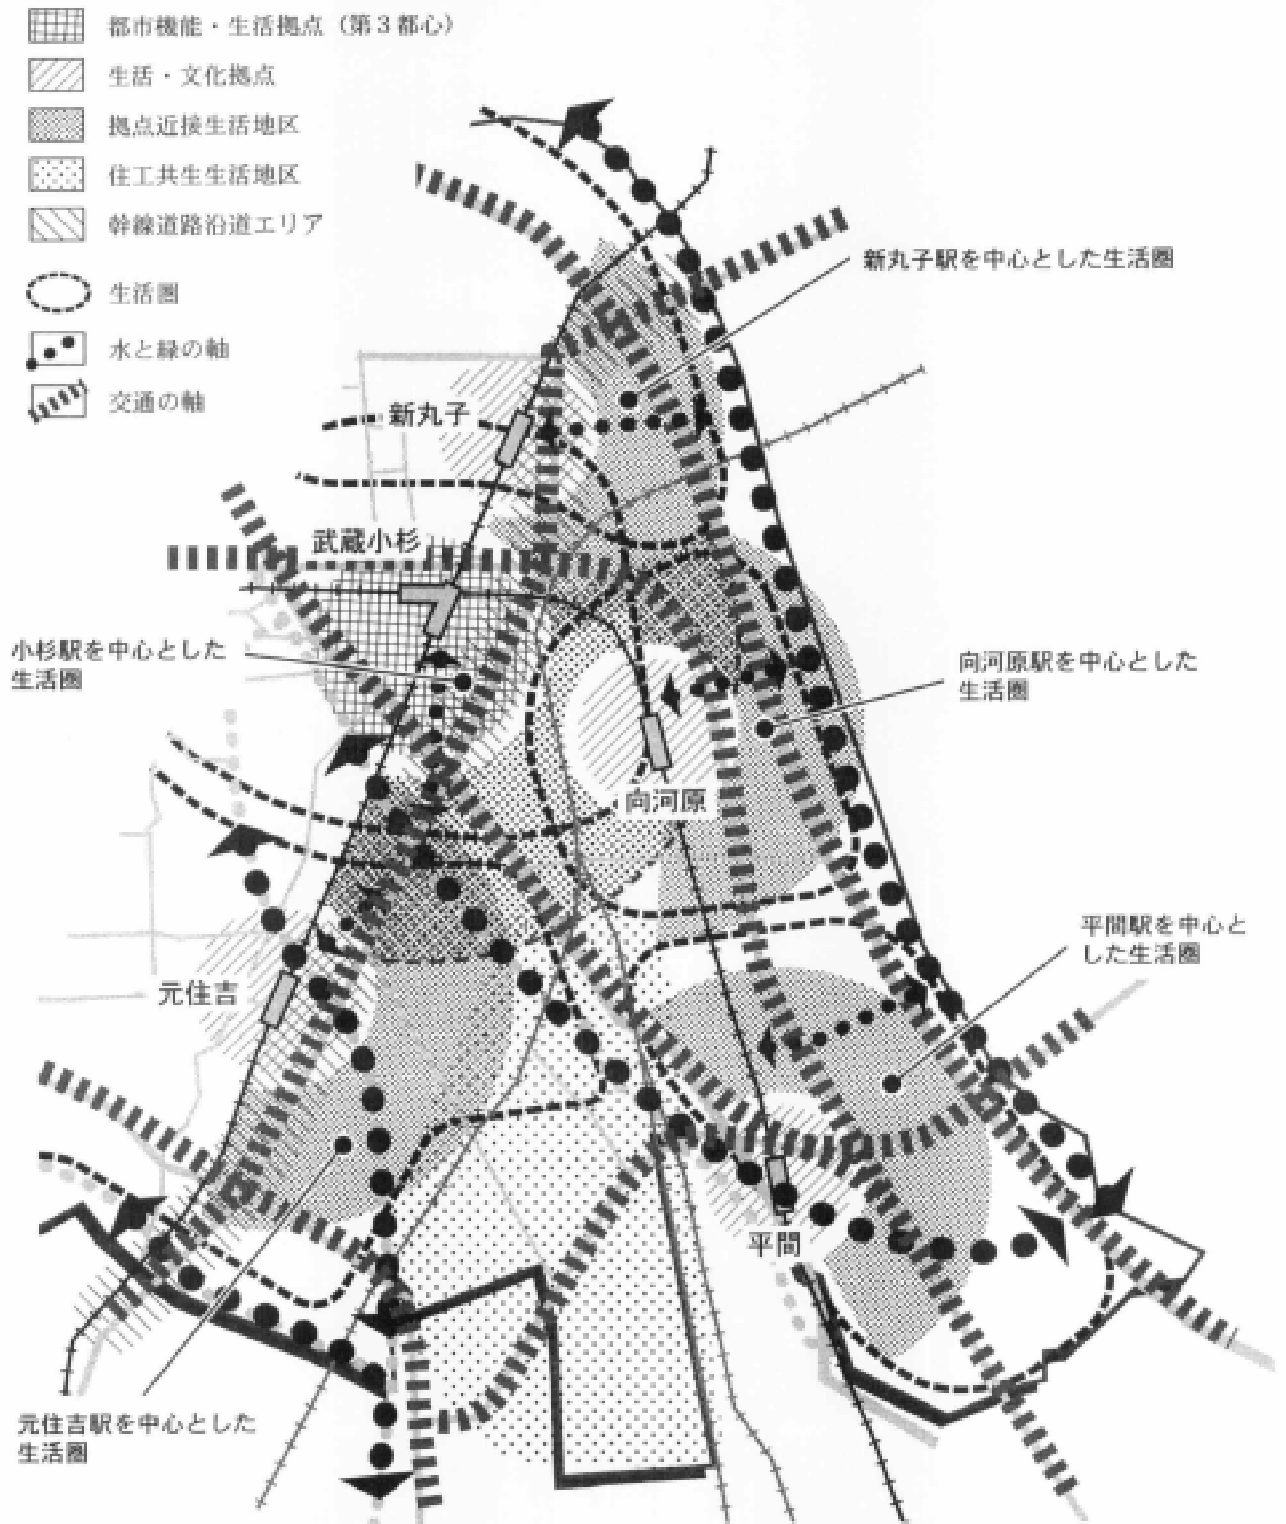 都市機能・生活拠点（第３都心）
生活・文化拠点
拠点近接生活地区
住工共生生活地区
幹線道路沿道エリア
生活圏
水と緑の軸
交通の軸
新丸子駅を中心とした生活圏
新丸子
武蔵小杉
小杉駅を中心とした
生活圏
向河原駅を中心とした
生活圏
向河原
平間駅を中心と
した生活圏
元住吉
平間
元住吉駅を中心とした
生活圏